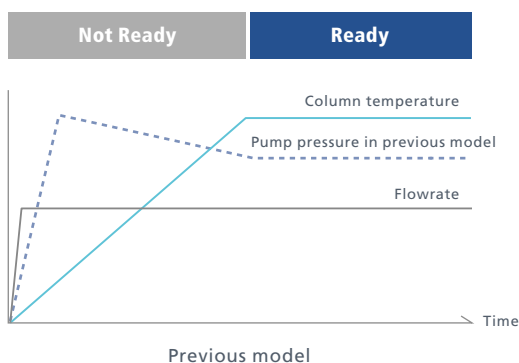 Not Ready
Ready
Column temperature
Pump pressure in previous model
Flowrate
Time
Previous model